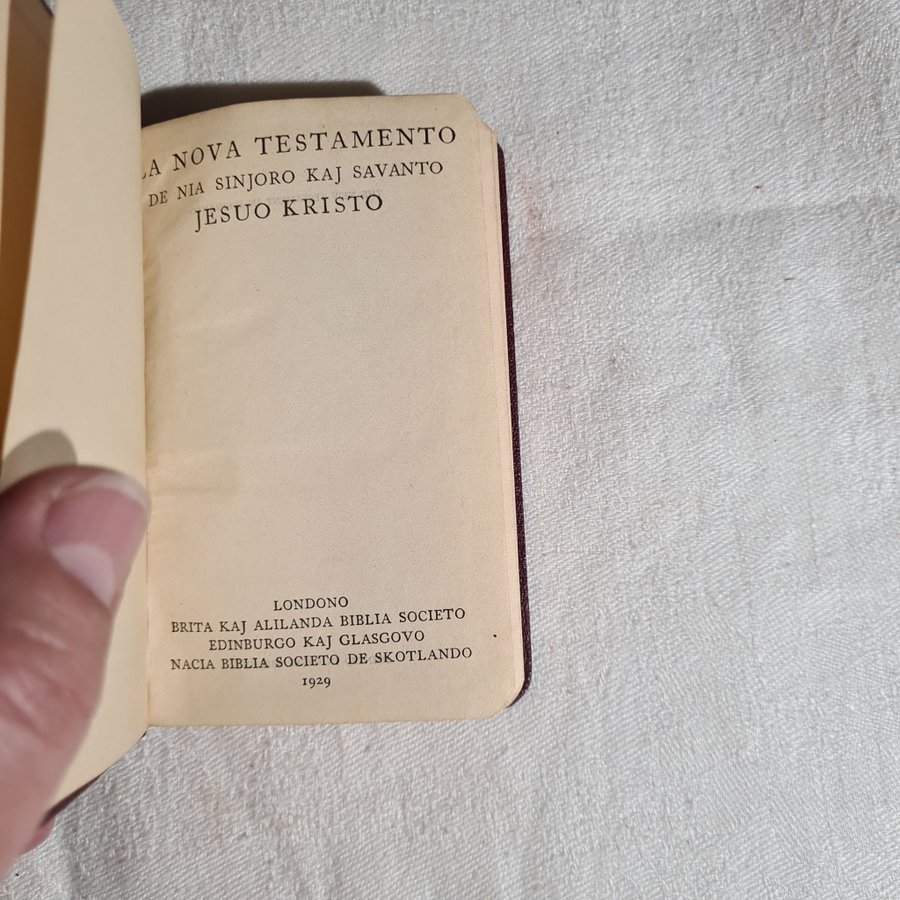 LA NOVA TESTAMENTO
DE NIA SINJORO KAJ SAVANTO
JESUO KRISTO
LONDONO
BRITA KAJ ALILANDA BIBLIA SOCIETO
EDINBURGO KAJ GLASGOVO
NACIA BIBLIA SOCIETO DE SKOTLANDO
1929